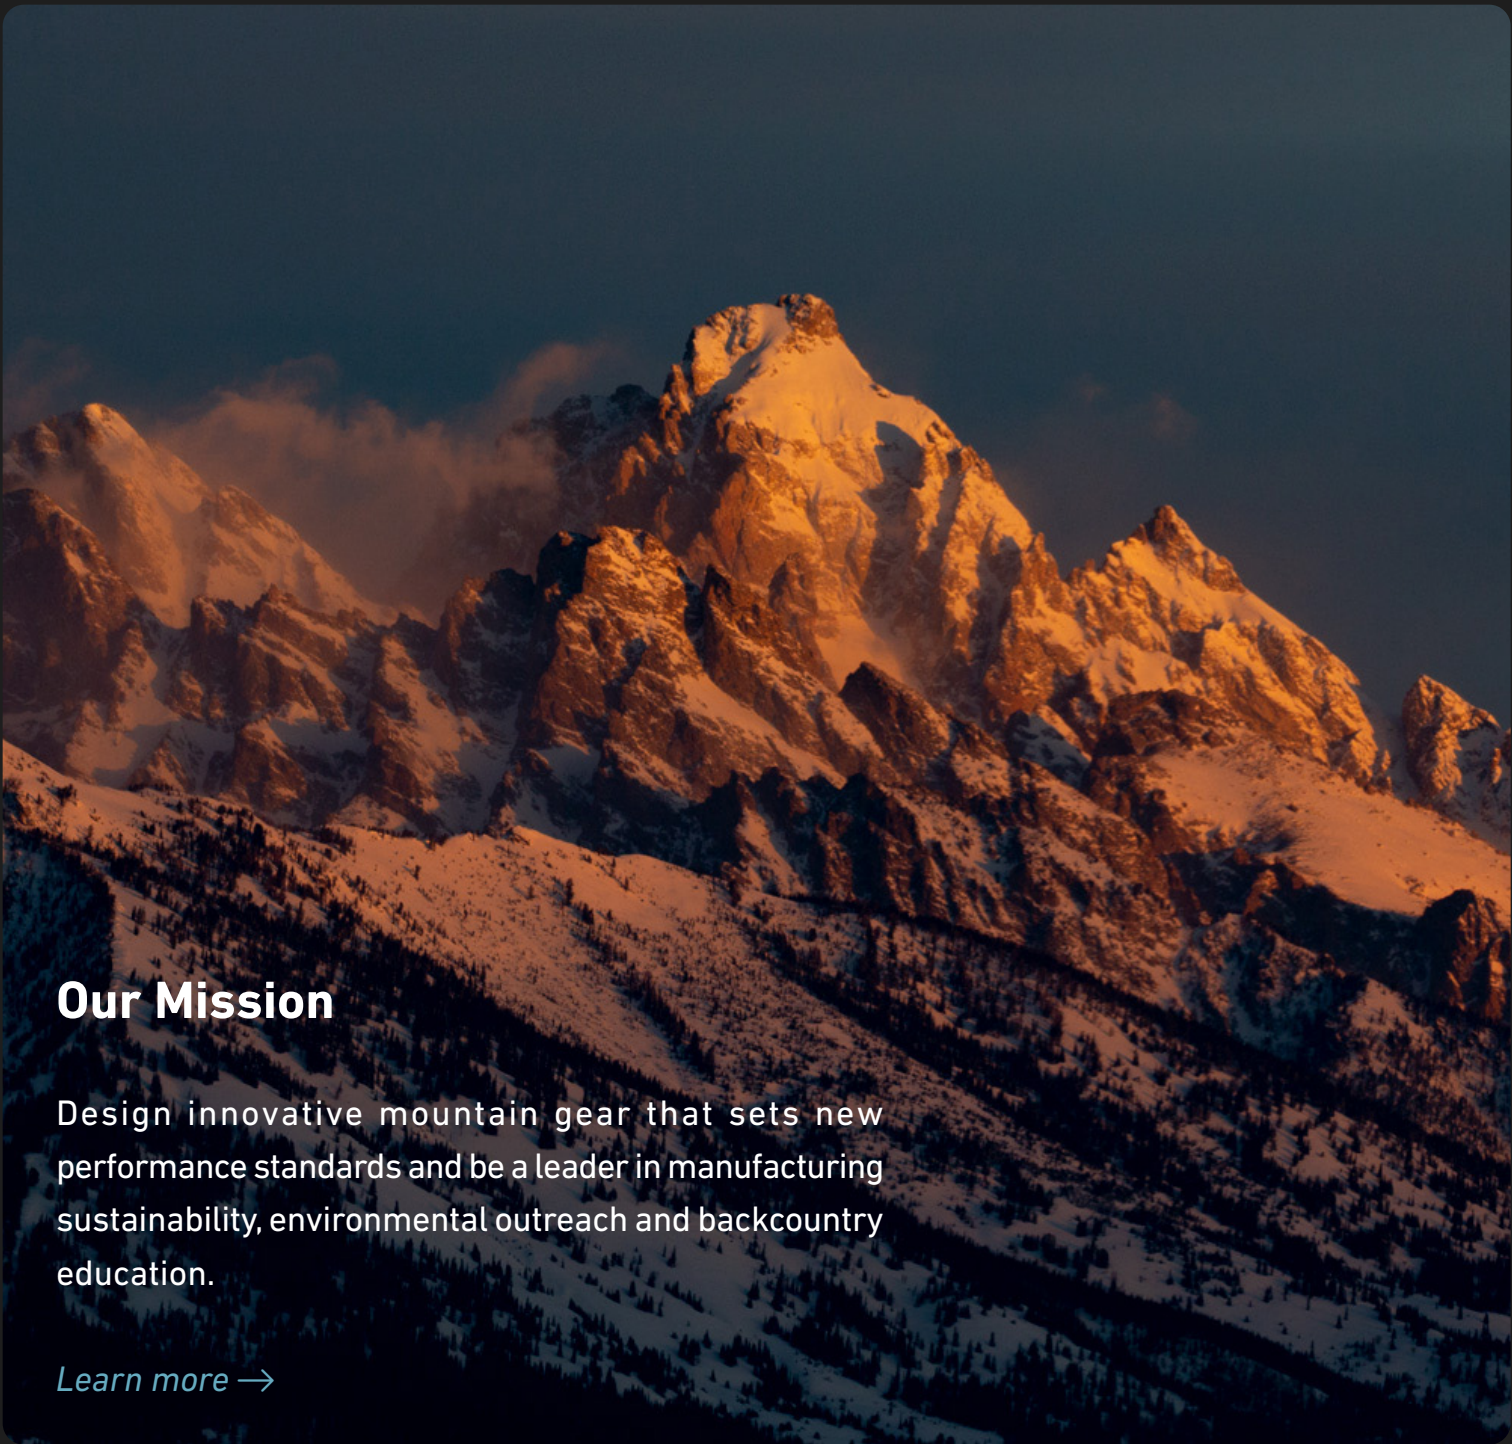 Our Mission
Design innovative mountain gear that sets new
performance standards and be a leader in manufacturing
sustainability, environmental outreach and backcountry
education.
Learn more →